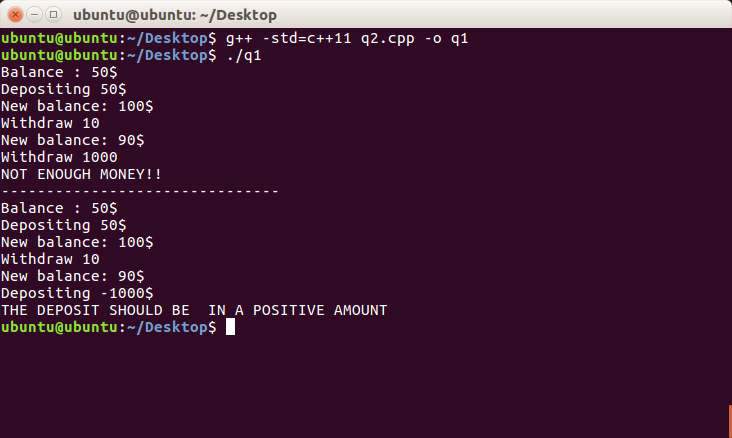 ubuntu@ubuntu: ~/Desktop
ubuntu@ubuntu:~/Desktop$ g++ -std=c++11 q2.cpp -o q1
ubuntu@ubuntu:~/Desktop$ ./q1
Balance : 50$
Depositing 50$
New balance: 100$
Withdraw 10
New balance: 90$
Withdraw 1000
NOT ENOUGH MONEY!!
-------------------------------
Balance : 50$
Depositing 50$
New balance: 100$
Withdraw 10
New balance: 90$
Depositing -1000$
THE DEPOSIT SHOULD BE  IN A POSITIVE AMOUNT
ubuntu@ubuntu:~/Desktop$